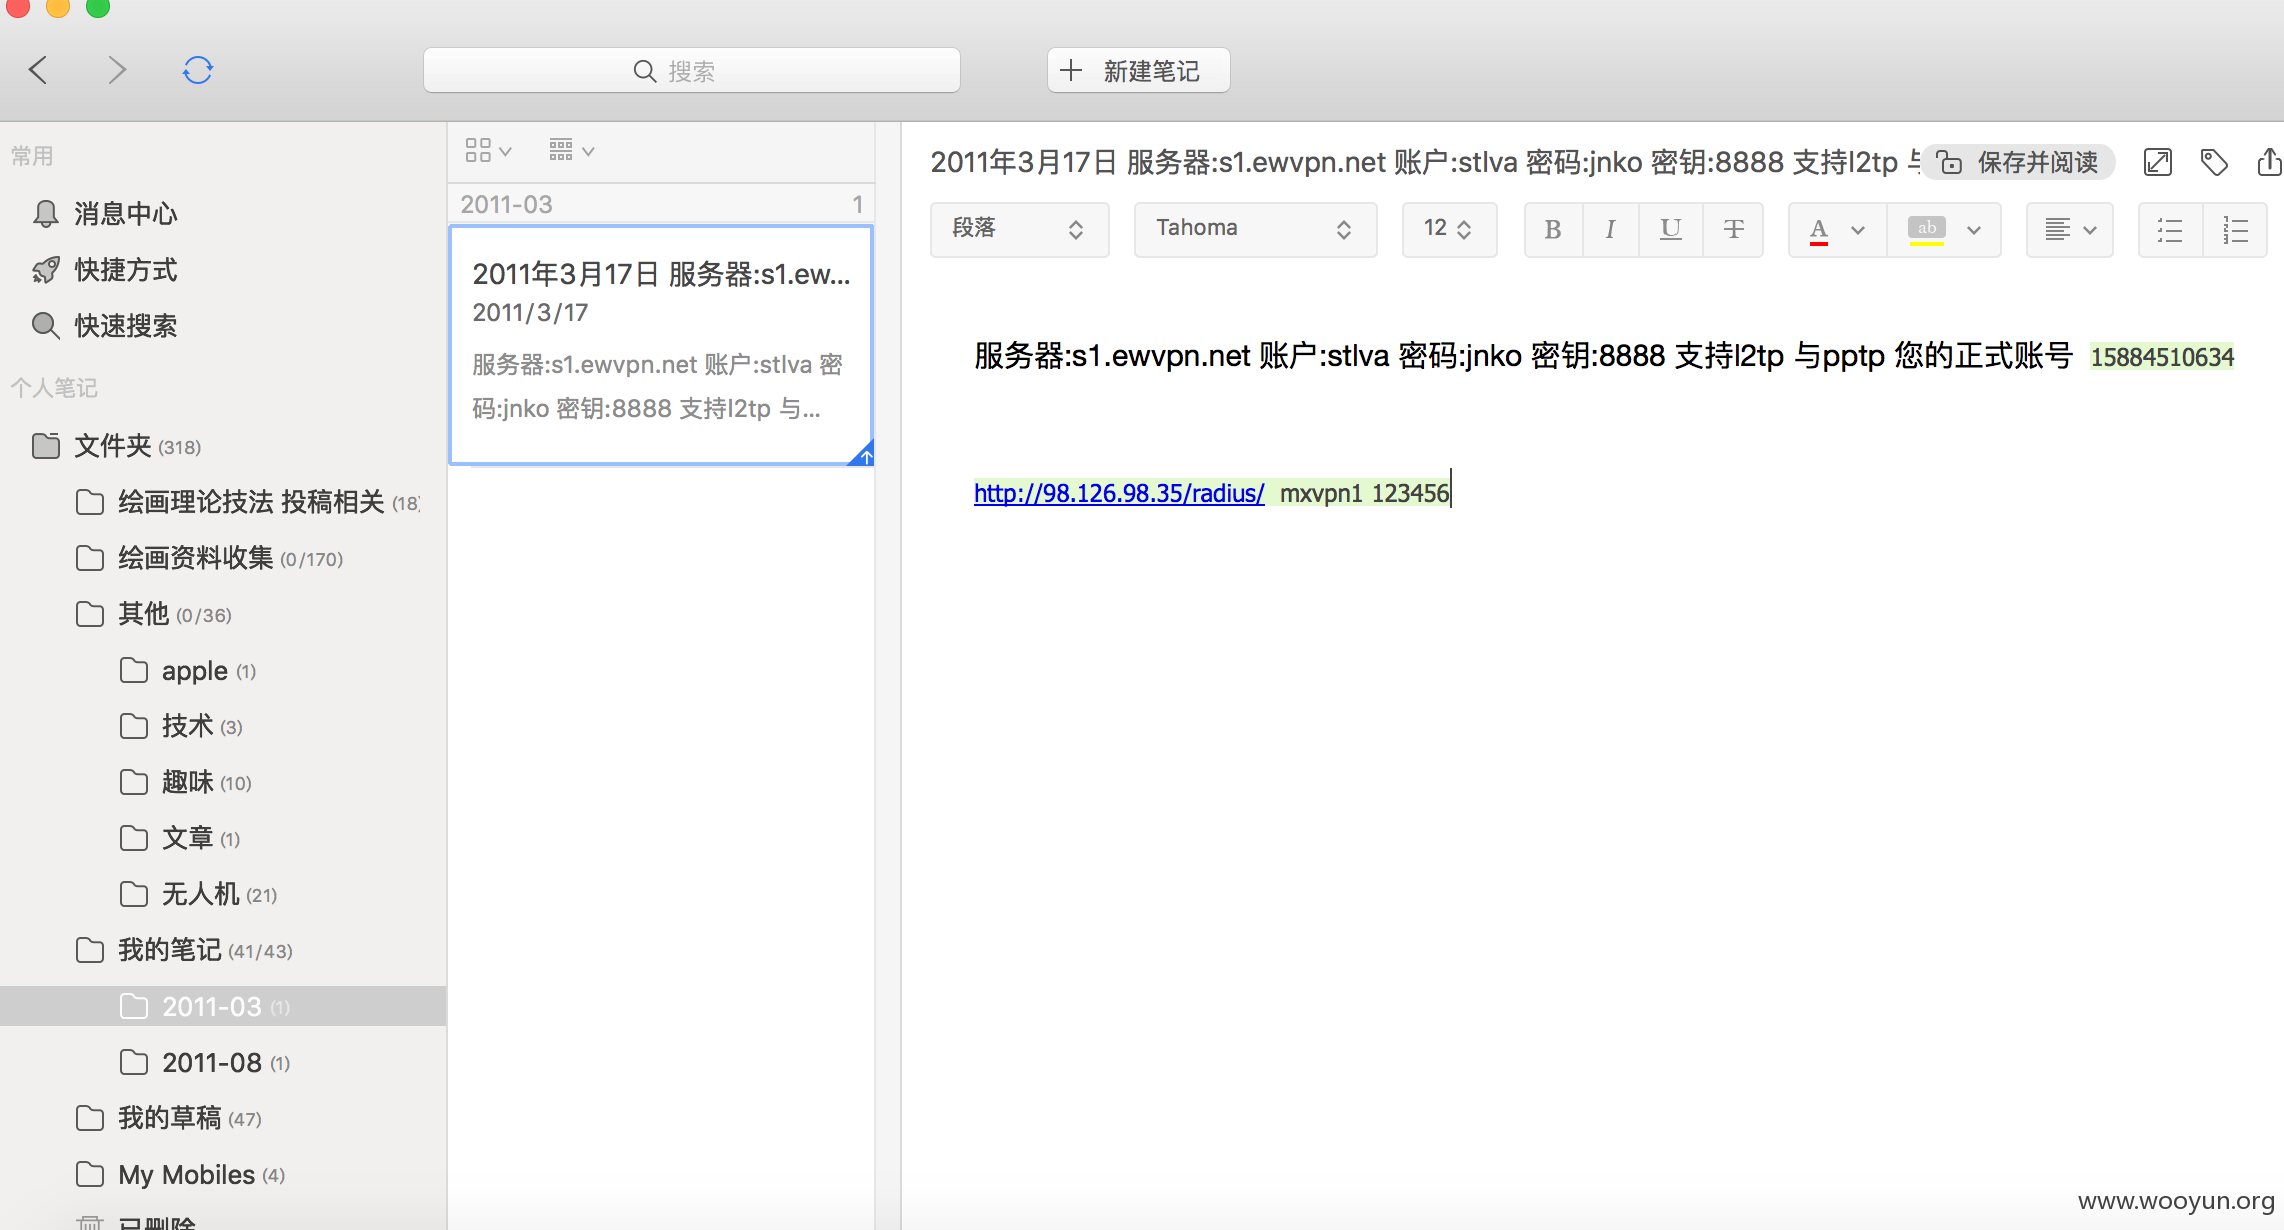 搜索
新建笔记
常用
消息中心
快捷方式
快速搜索
个人笔记
文件夹 (318)
绘画理论技法 投稿相关 (18)
绘画资料收集 (0/170)
其他 (0/36)
apple (1)
技术 (3)
趣味 (10)
文章 (1)
无人机 (21)
我的笔记 (41/43)
2011-03 (1)
2011-08 (1)
我的草稿 (47)
My Mobiles (4)
已删除
2011-03 1
2011年3月17日 服务器:s1.ew...
2011/3/17
服务器:s1.ewvpn.net 账户:stlva 密
码:jnko 密钥:8888 支持l2tp 与...
2011年3月17日 服务器:s1.ewvpn.net 账户:stlva 密码:jnko 密钥:8888 支持l2tp 与 保存并阅读
段落 Tahoma 12 B I U T A ab
服务器:s1.ewvpn.net 账户:stlva 密码:jnko 密钥:8888 支持l2tp 与pptp 您的正式账号 15884510634
http://98.126.98.35/radius/ mxvpn1 123456
www.wooyun.org